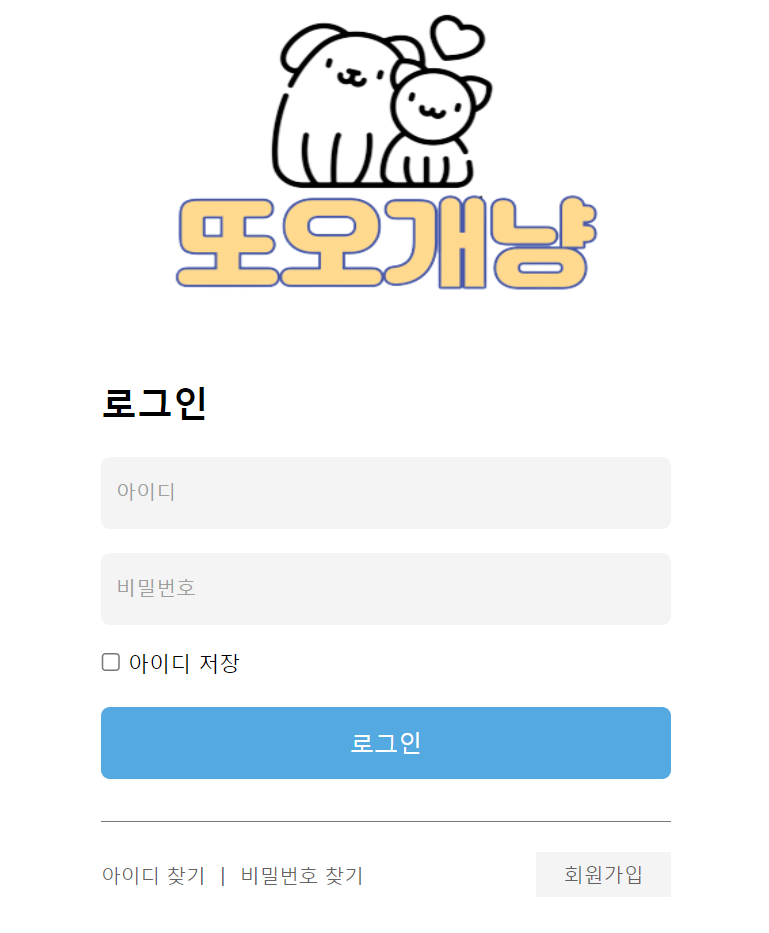 또오개냥
로그인
아이디
비밀번호
아이디 저장
로그인
아이디 찾기 | 비밀번호 찾기 회원가입